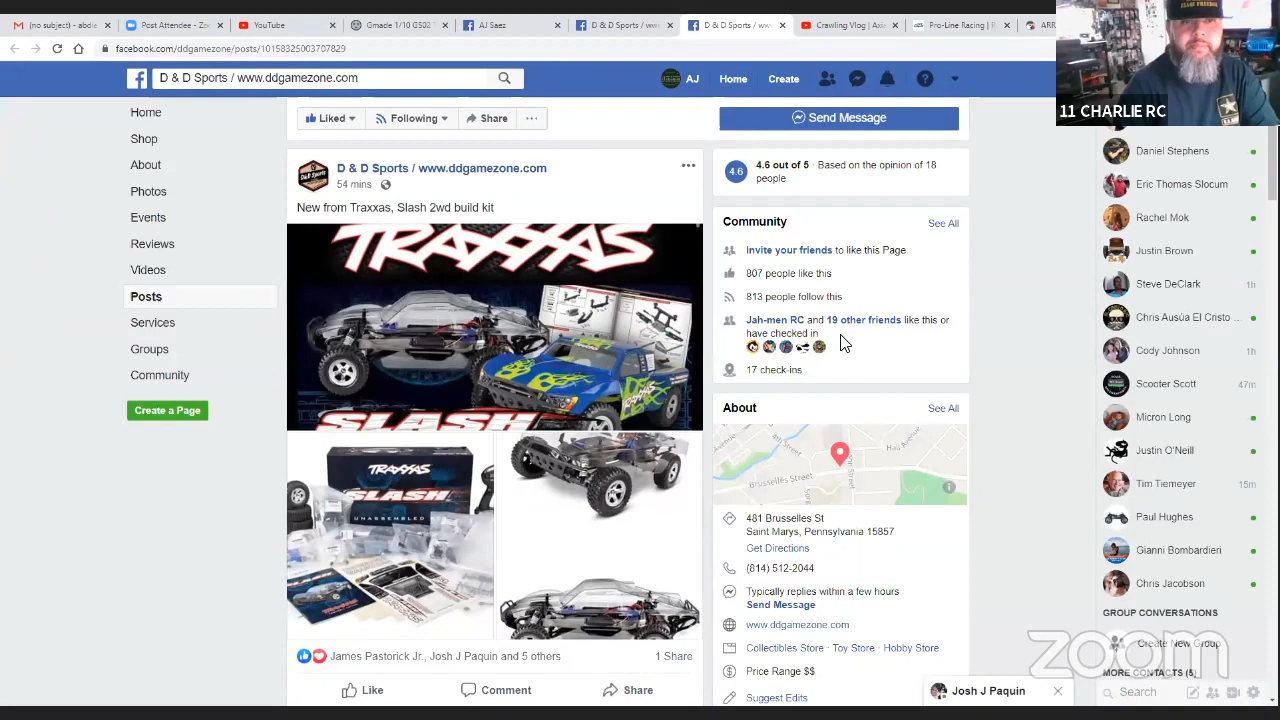 [no subject] - abdi
Post Attendee - Zo
YouTube
Gmade 1/10 GS02
AJ Saez
D & D Sports / ww
D & D Sports / ww
Creating Vlog | Axi
Pro-Line Racing |
ARR
facebook.com/ddgamezone/posts/10158325003707829
D & D Sports / www.ddgamezone.com
AJ
Home
Create
11 CHARLIE RC
Home
Shop
About
Photos
Events
Reviews
Videos
Posts
Services
Groups
Community
Create a Page
Liked
Following
Share
D & D Sports / www.ddgamezone.com
54 mins
New from Traxxas, Slash 2wd build kit
TRAXXAS
SLASH
TRAXXAS
SLASH
UNASSEMBLED
James Pastorick Jr., Josh J Paquin and 5 others
1 Share
Like
Comment
Share
Send Message
4.6
4.6 out of 5 · Based on the opinion of 18
people
Community
See All
Invite your friends to like this Page
807 people like this
813 people follow this
Jah-men RC and 19 other friends like this or
have checked in
17 check-ins
About
See All
Brusselles Street
481 Brusselles St
Saint Marys, Pennsylvania 15857
Get Directions
(814) 512-2044
Typically replies within a few hours
Send Message
www.ddgamezone.com
Collectibles Store · Toy Store · Hobby Store
Price Range $$
Suggest Edits
Daniel Stephens
Eric Thomas Slocum
Rachel Mok
Justin Brown
Steve DeClark
1h
Chris Ausúa El Cristo ...
Cody Johnson
1h
Scooter Scott
47m
Micron Long
Justin O'Neill
Tim Tiemeyer
15m
Paul Hughes
Gianni Bombardieri
Chris Jacobson
GROUP CONVERSATIONS
Create New Group
MORE CONTACTS (5)
Search
Josh J Paquin
zoom